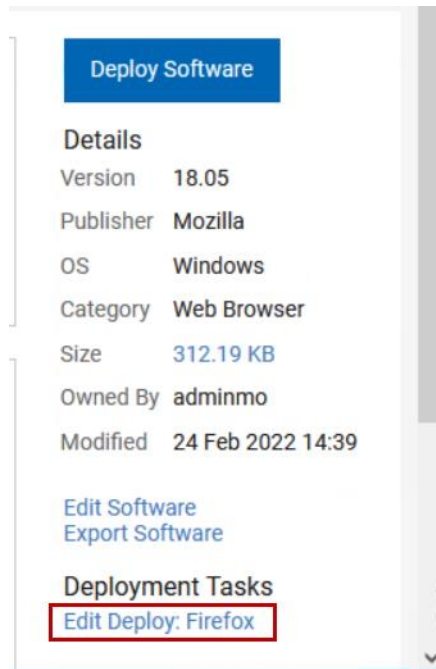 Deploy Software
Details
Version 18.05
Publisher Mozilla
OS Windows
Category Web Browser
Size 312.19 KB
Owned By adminmo
Modified 24 Feb 2022 14:39
Edit Software
Export Software
Deployment Tasks
Edit Deploy: Firefox